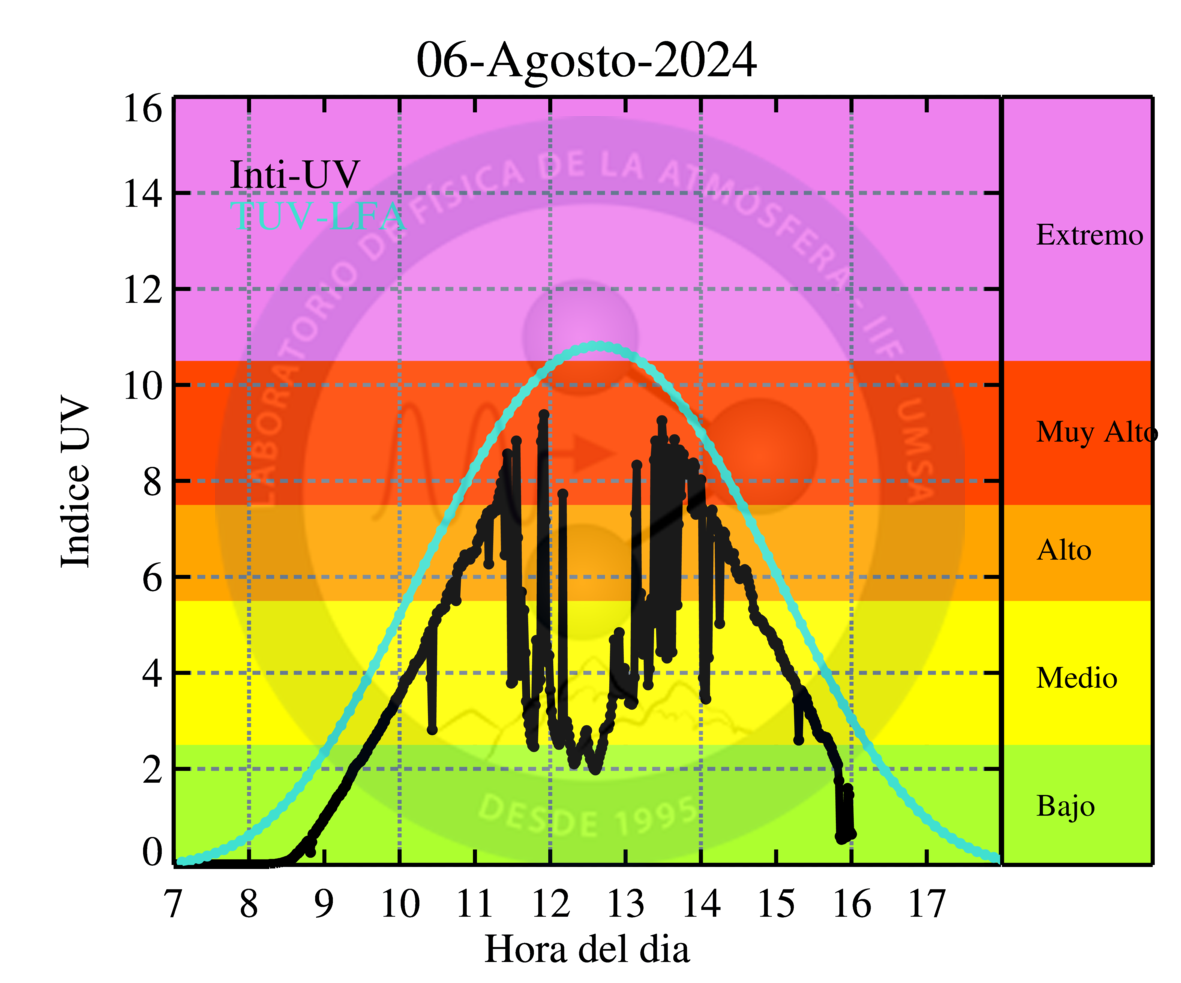 06-Agosto-2024
16
14
12
10
8
6
4
2
0
Indice UV
Inti-UV
TUV-LFA
LABORATORIO DE FÍSICA DE LA ATMÓSFERA - IIF - UMSA
DESDE 1995
Extremo
Muy Alto
Alto
Medio
Bajo
7 8 9 10 11 12 13 14 15 16 17
Hora del dia